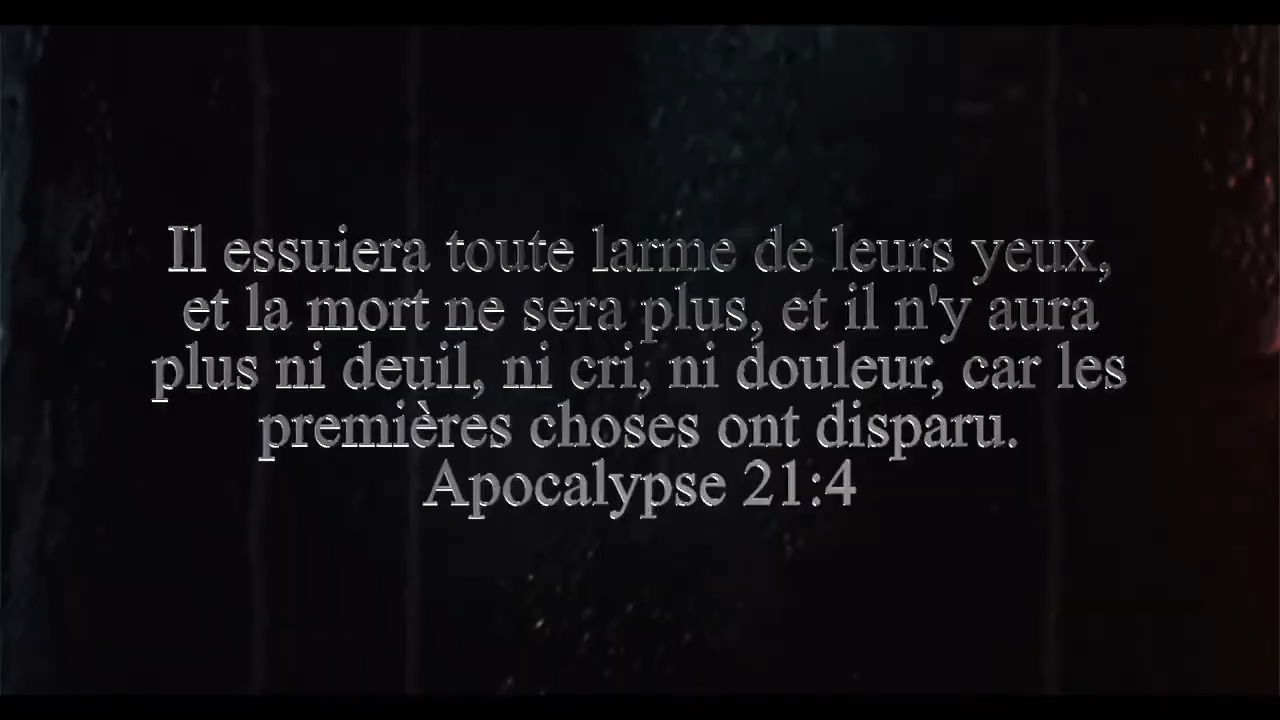 Il essuiera toute larme de leurs yeux,
et la mort ne sera plus, et il n'y aura
plus ni deuil, ni cri, ni douleur, car les
premières choses ont disparu.
Apocalypse 21:4